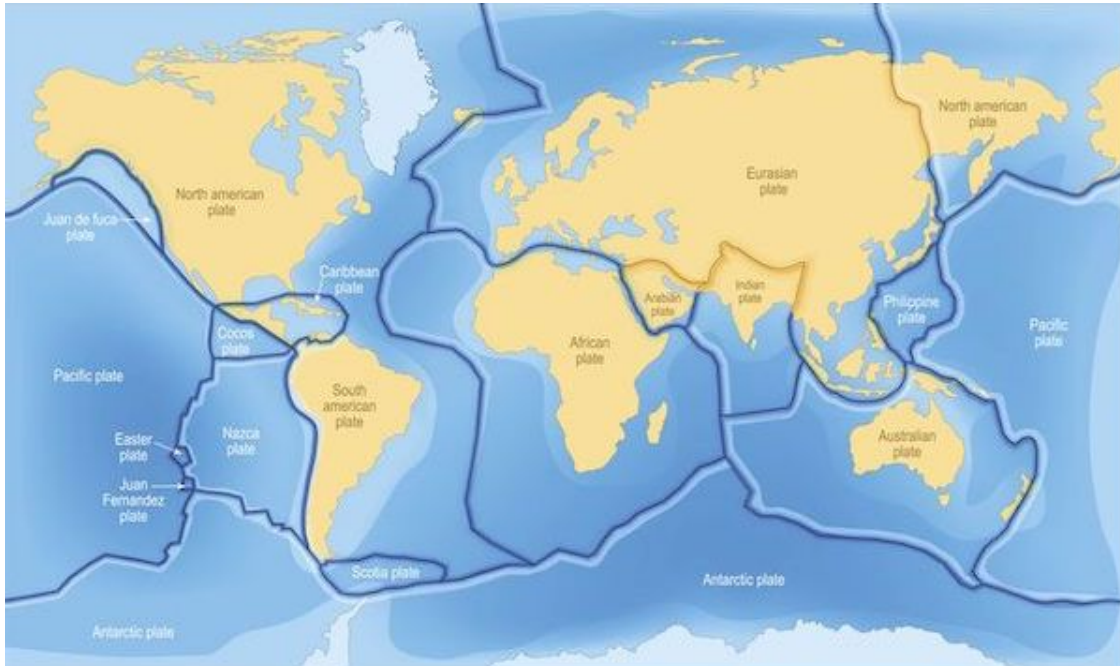 North american
plate
Juan de fuca
plate
Caribbean
plate
Cocos
plate
Pacific plate
South
american
plate
Nazca
plate
Easter
plate
Juan
Fernandez
plate
Scotia plate
Antarctic plate
African
plate
Arabian
plate
Indian
plate
Eurasian
plate
North american
plate
Philippine
plate
Pacific
plate
Australian
plate
Antarctic plate